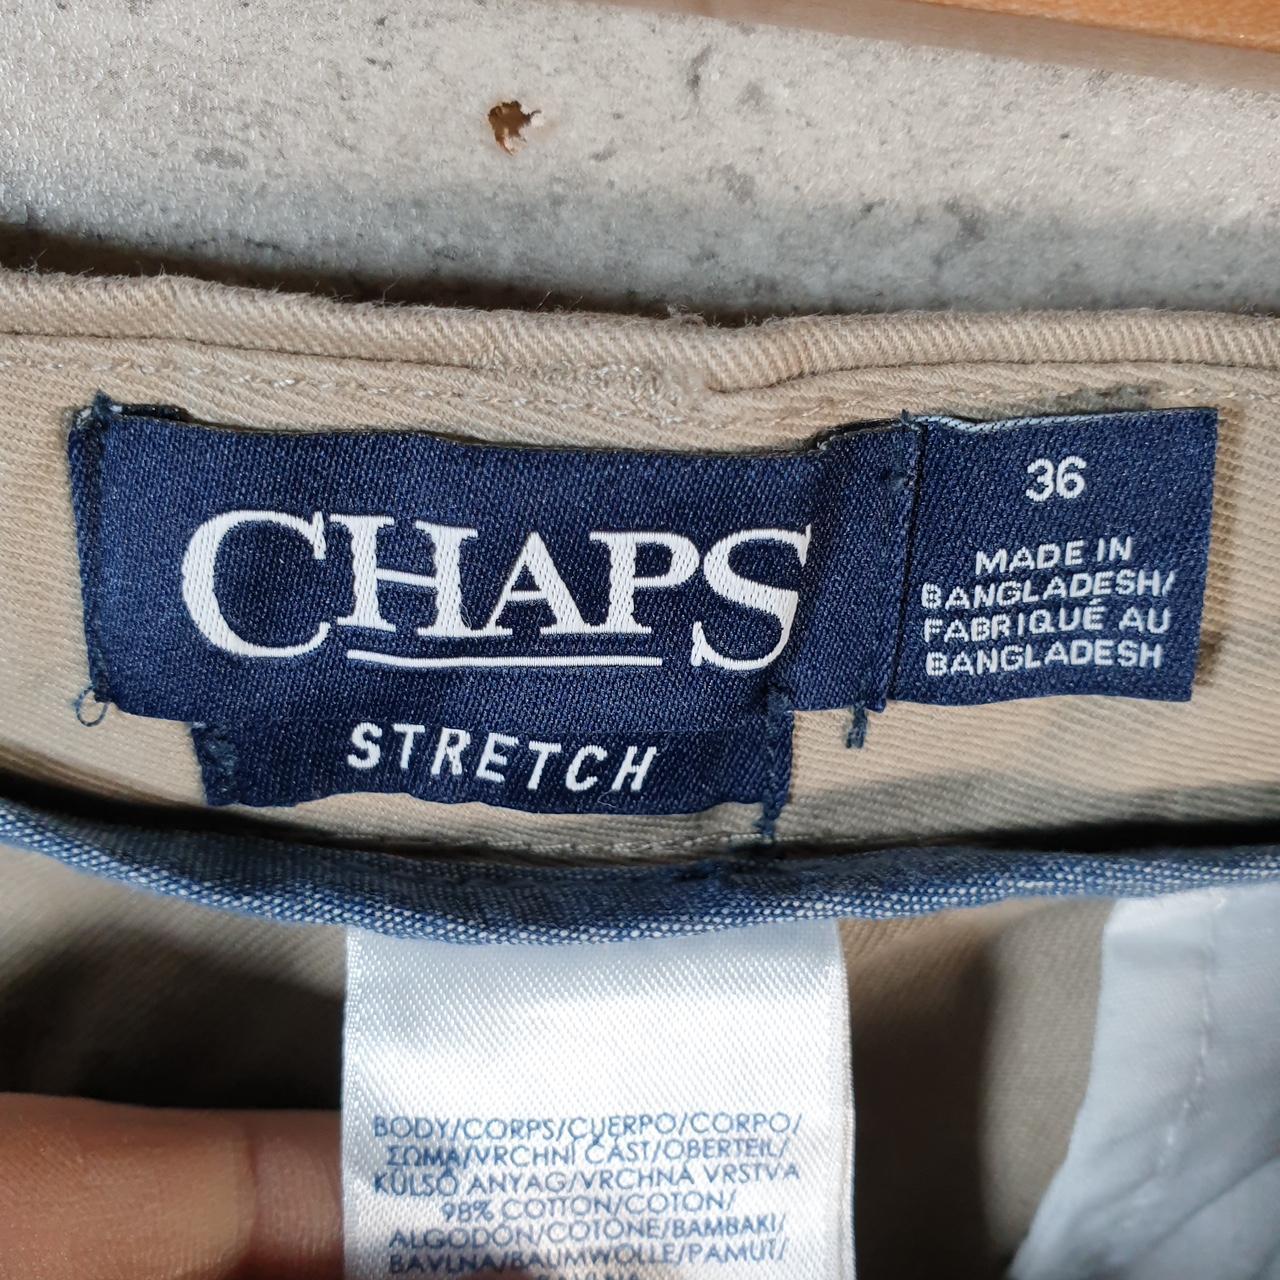 CHAPS
STRETCH
36
MADE IN
BANGLADESH/
FABRIQUÉ AU
BANGLADESH
BODY/CORPS/CUERPO/CORPO/
ΣΩΜΑ/VRCHNÍ ČAST/OBERTEIL/
KÜLSŐ ANYAG/VRCHNÁ VRSTVA
98% COTTON/COTON/
ALGODÓN/COTONE/BAMBAKI/
BAVLNA/BAUMWOLLE/PAMUT/